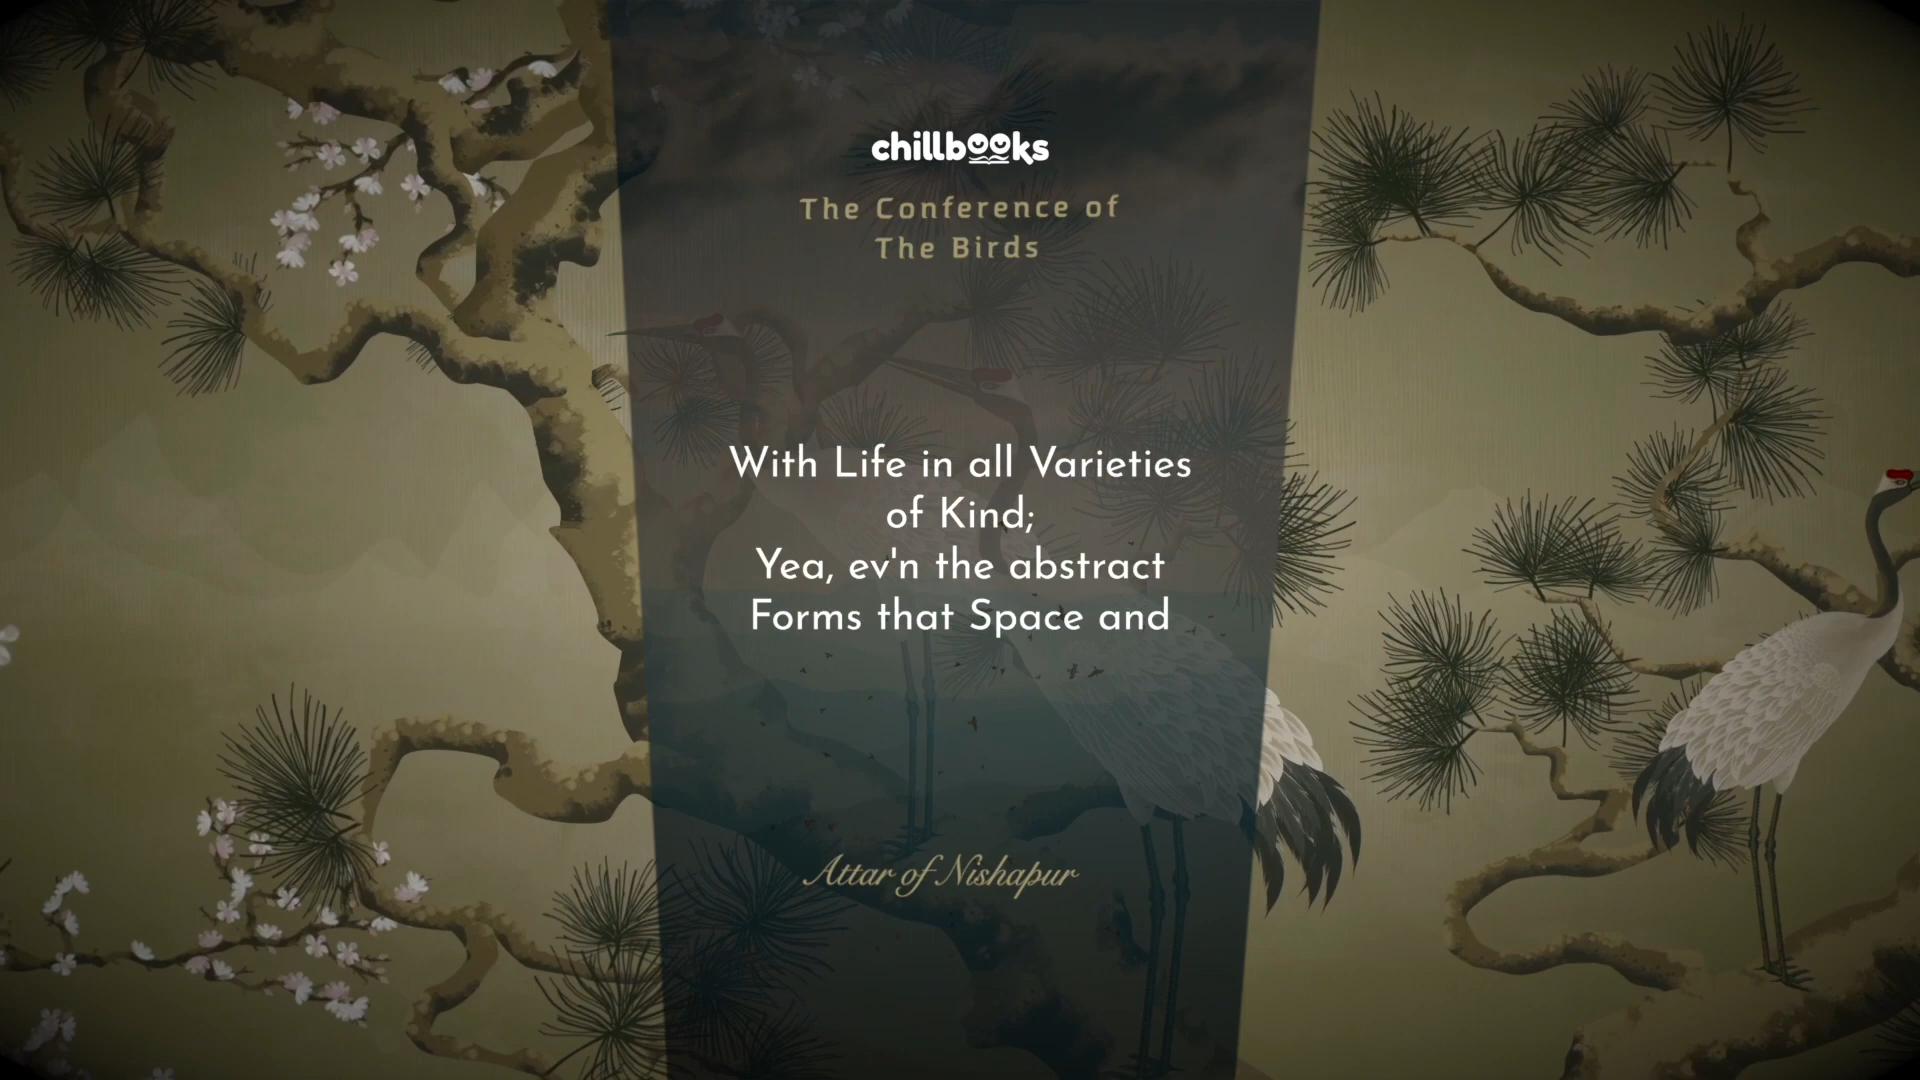 chillbooks
The Conference of
The Birds
With Life in all Varieties
of Kind;
Yea, ev'n the abstract
Forms that Space and
Attar of Nishapur